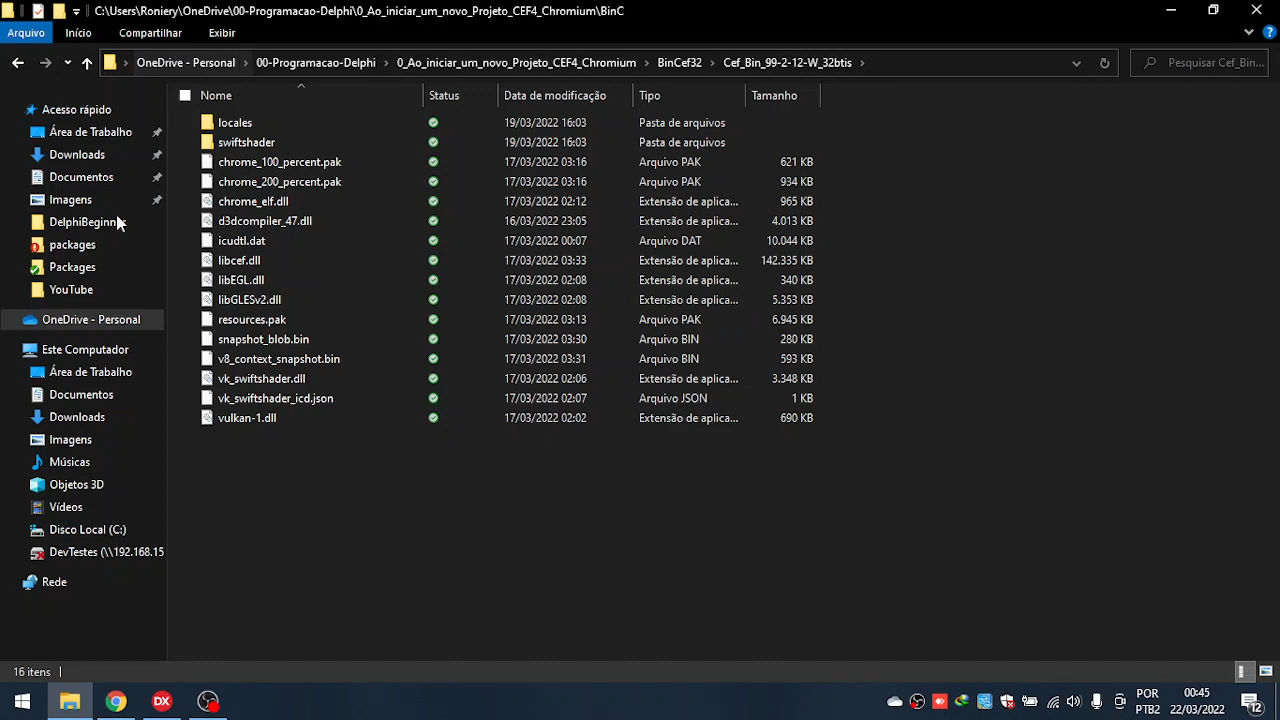 C:\Users\Roniery\OneDrive\00-Programacao-Delphi\0_Ao_iniciar_um_novo_Projeto_CEF4_Chromium\BinC
Arquivo Início Compartilhar Exibir
OneDrive - Personal 00-Programacao-Delphi 0_Ao_iniciar_um_novo_Projeto_CEF4_Chromium BinCef32 Cef_Bin_99-2-12-W_32btis Pesquisar Cef_Bin...
Acesso rápido
Área de Trabalho
Downloads
Documentos
Imagens
packages
Packages
YouTube
OneDrive - Personal
Este Computador
Área de Trabalho
Documentos
Downloads
Imagens
Músicas
Objetos 3D
Vídeos
Disco Local (C:)
DevTestes (\\192.168.15
Rede
Nome Status Data de modificação Tipo Tamanho
locales 19/03/2022 16:03 Pasta de arquivos
swiftshader 19/03/2022 16:03 Pasta de arquivos
chrome_100_percent.pak 17/03/2022 03:16 Arquivo PAK 621 KB
chrome_200_percent.pak 17/03/2022 03:16 Arquivo PAK 934 KB
chrome_elf.dll 17/03/2022 02:12 Extensão de aplica... 965 KB
d3dcompiler_47.dll 16/03/2022 23:05 Extensão de aplica... 4.013 KB
icudtl.dat 17/03/2022 00:07 Arquivo DAT 10.044 KB
libcef.dll 17/03/2022 03:33 Extensão de aplica... 142.335 KB
libEGL.dll 17/03/2022 02:08 Extensão de aplica... 340 KB
libGLESv2.dll 17/03/2022 02:08 Extensão de aplica... 5.353 KB
resources.pak 17/03/2022 03:13 Arquivo PAK 6.945 KB
snapshot_blob.bin 17/03/2022 03:30 Arquivo BIN 280 KB
v8_context_snapshot.bin 17/03/2022 03:31 Arquivo BIN 593 KB
vk_swiftshader.dll 17/03/2022 02:06 Extensão de aplica... 3.348 KB
vk_swiftshader_icd.json 17/03/2022 02:07 Arquivo JSON 1 KB
vulkan-1.dll 17/03/2022 02:02 Extensão de aplica... 690 KB
16 itens
DX
POR 00:45
PTB2 22/03/2022
12